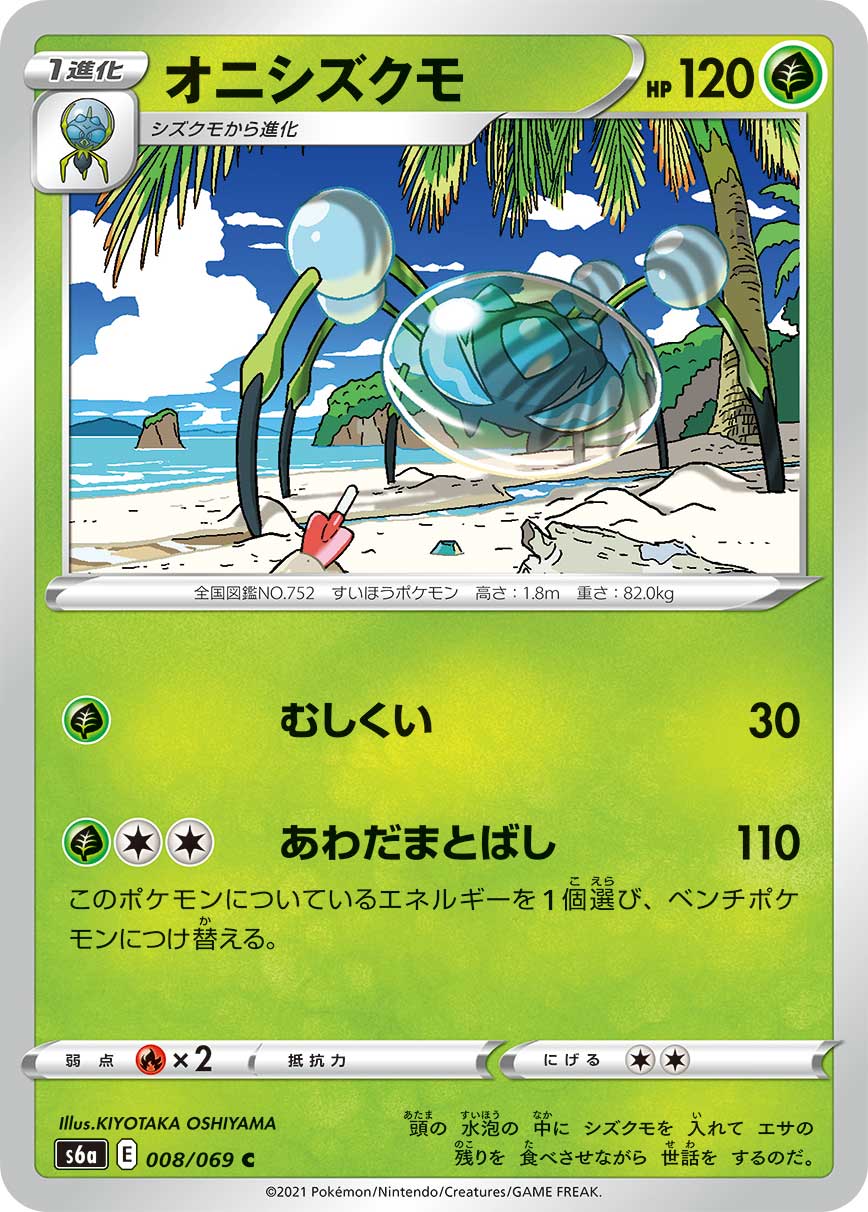 1進化
オニシズクモ
HP 120
シズクモから進化
全国図鑑NO.752 すいほうポケモン 高さ:1.8m 重さ:82.0kg
むしくい 30
あわだまとばし 110
このポケモンについているエネルギーを1個選び、ベンチポケ
モンにつけ替える。
弱点 ×2 抵抗力 にげる
Illus.KIYOTAKA OSHIYAMA
頭の 水泡の 中に シズクモを 入れて エサの
残りを 食べさせながら 世話を するのだ。
s6a E 008/069 C
©2021 Pokémon/Nintendo/Creatures/GAME FREAK.